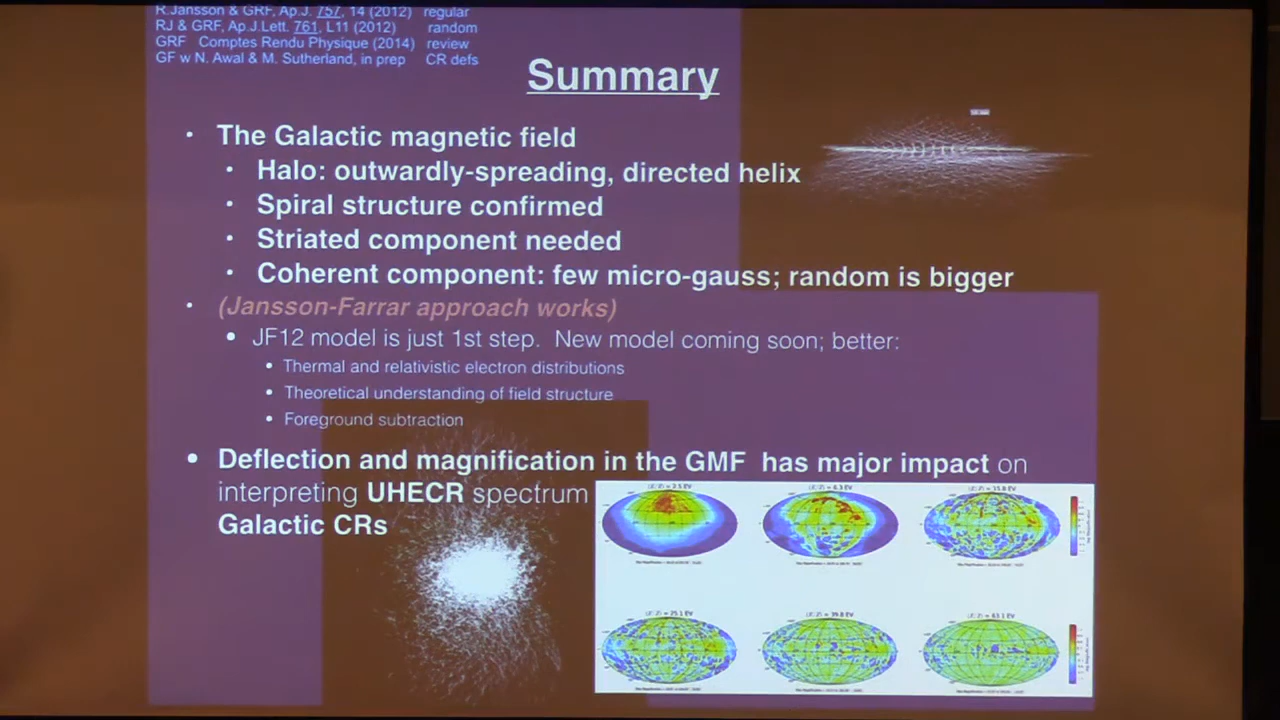 R.Jansson & GRF, Ap.J. 757, 14 (2012) regular
RJ & GRF, Ap.J.Lett. 761, L11 (2012) random
GRF Comptes Rendu Physique (2014) review
GF w N. Awal & M. Sutherland, in prep CR defs
Summary
• The Galactic magnetic field
• Halo: outwardly-spreading, directed helix
• Spiral structure confirmed
• Striated component needed
• Coherent component: few micro-gauss; random is bigger
• (Jansson-Farrar approach works)
• JF12 model is just 1st step. New model coming soon; better:
• Thermal and relativistic electron distributions
• Theoretical understanding of field structure
• Foreground subtraction
• Deflection and magnification in the GMF has major impact on
interpreting UHECR spectrum
Galactic CRs